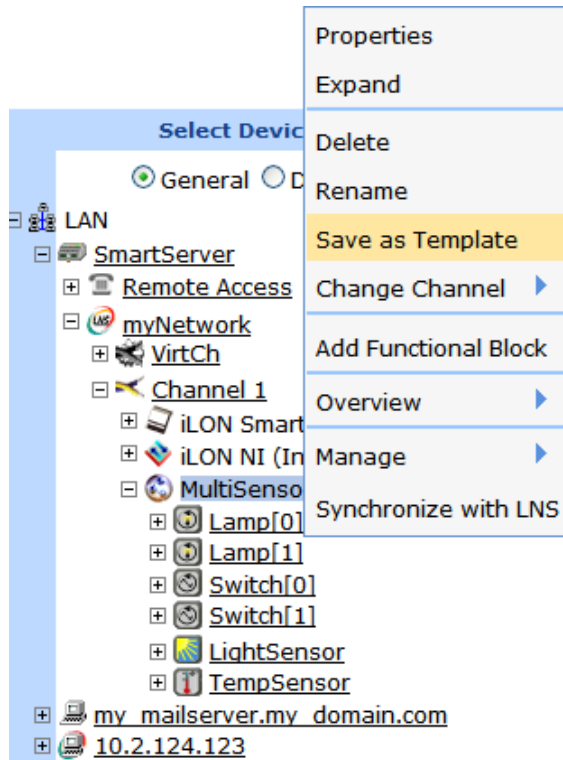 Properties
Expand
Select Devic
Delete
General D
Rename
LAN
Save as Template
SmartServer
Remote Access
Change Channel
myNetwork
VirtCh
Add Functional Block
Channel 1
Overview
iLON Smart
iLON NI (In
Manage
MultiSenso
Synchronize with LNS
Lamp[0]
Lamp[1]
Switch[0]
Switch[1]
LightSensor
TempSensor
my_mailserver.my_domain.com
10.2.124.123